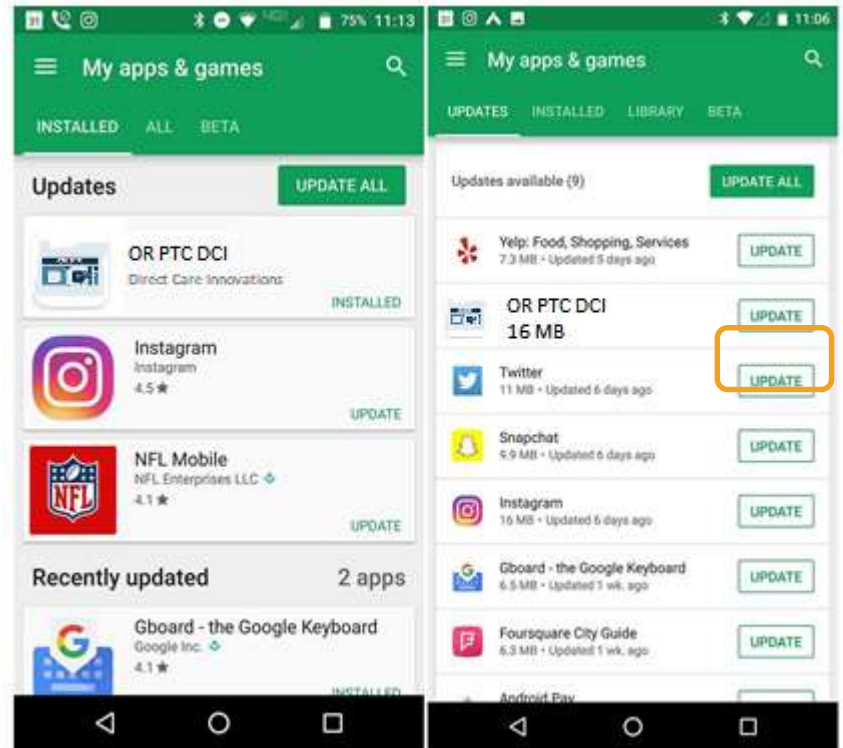 75% 11:13
My apps & games
INSTALLED ALL BETA
Updates UPDATE ALL
OR PTC DCI
Direct Care Innovations
INSTALLED
Instagram
Instagram
4.5★
UPDATE
NFL
NFL Mobile
NFL Enterprises LLC
4.1★
UPDATE
Recently updated 2 apps
G
Gboard - the Google Keyboard
Google Inc.
4.1★
INSTALLED
11:06
My apps & games
UPDATES INSTALLED LIBRARY BETA
Updates available (9) UPDATE ALL
Yelp: Food, Shopping, Services
7.3 MB • Updated 5 days ago
UPDATE
OR PTC DCI
16 MB
UPDATE
Twitter
11 MB • Updated 6 days ago
UPDATE
Snapchat
9.9 MB • Updated 6 days ago
UPDATE
Instagram
16 MB • Updated 6 days ago
UPDATE
G
Gboard - the Google Keyboard
6.5 MB • Updated 1 wk. ago
UPDATE
Foursquare City Guide
6.3 MB • Updated 1 wk. ago
UPDATE
Android Pay